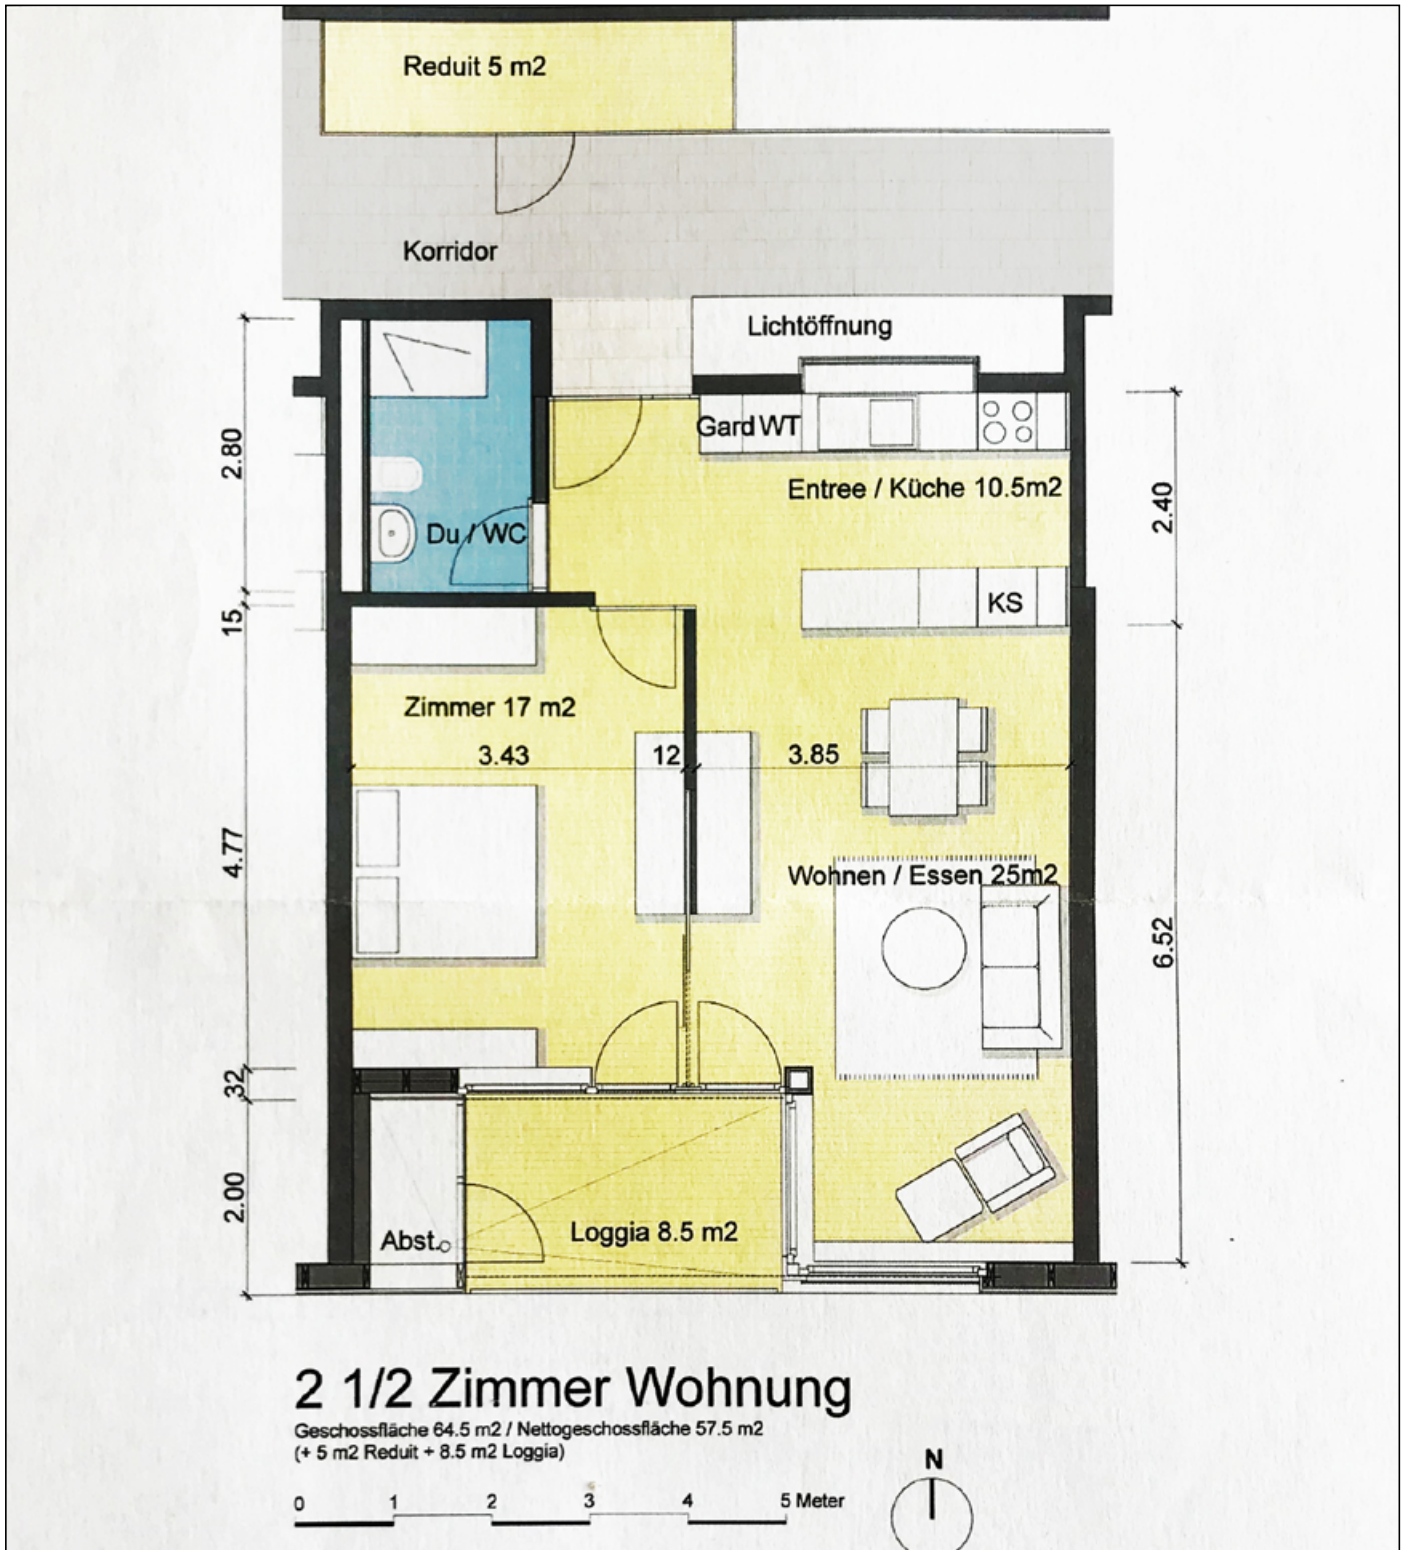 Reduit 5 m2
Korridor
Lichtöffnung
Gard WT
Entree / Küche 10.5m2
2.80
2.40
Du / WC
KS
15
Zimmer 17 m2
3.43
12
3.85
4.77
Wohnen / Essen 25m2
6.52
32
2.00
Abst.
Loggia 8.5 m2
2 1/2 Zimmer Wohnung
Geschossfläche 64.5 m2 / Nettogeschossfläche 57.5 m2
(+ 5 m2 Reduit + 8.5 m2 Loggia)
N
0 1 2 3 4 5 Meter